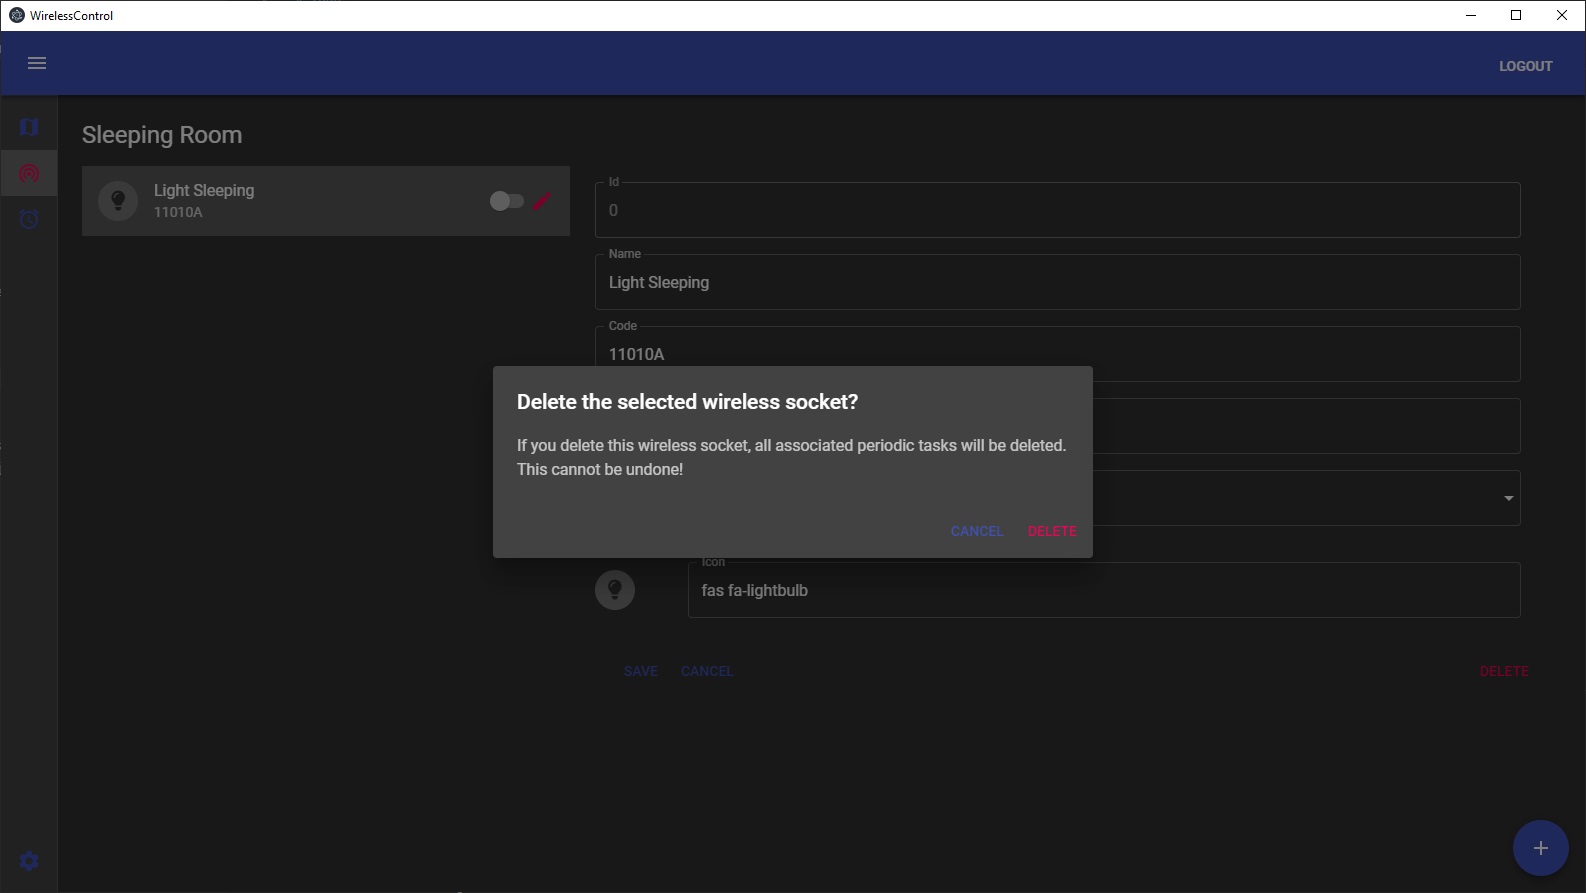 WirelessControl
LOGOUT
Sleeping Room
Light Sleeping
11010A
Id
0
Name
Light Sleeping
Code
11010A
Delete the selected wireless socket?
If you delete this wireless socket, all associated periodic tasks will be deleted.
This cannot be undone!
CANCEL DELETE
Icon
fas fa-lightbulb
SAVE CANCEL DELETE